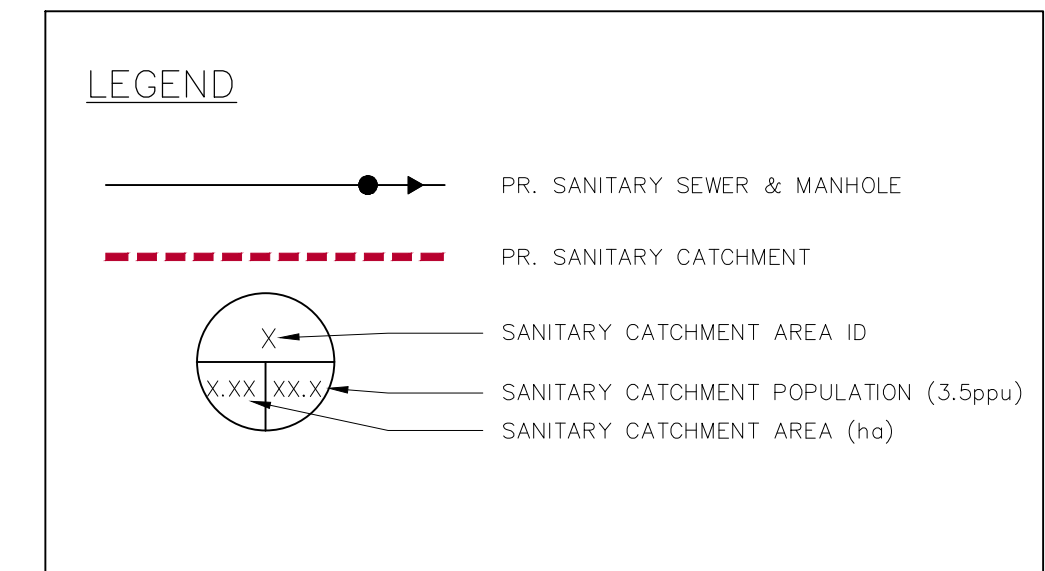 LEGEND
PR. SANITARY SEWER & MANHOLE
PR. SANITARY CATCHMENT
X
SANITARY CATCHMENT AREA ID
X.XX XX.X
SANITARY CATCHMENT POPULATION (3.5ppu)
SANITARY CATCHMENT AREA (ha)